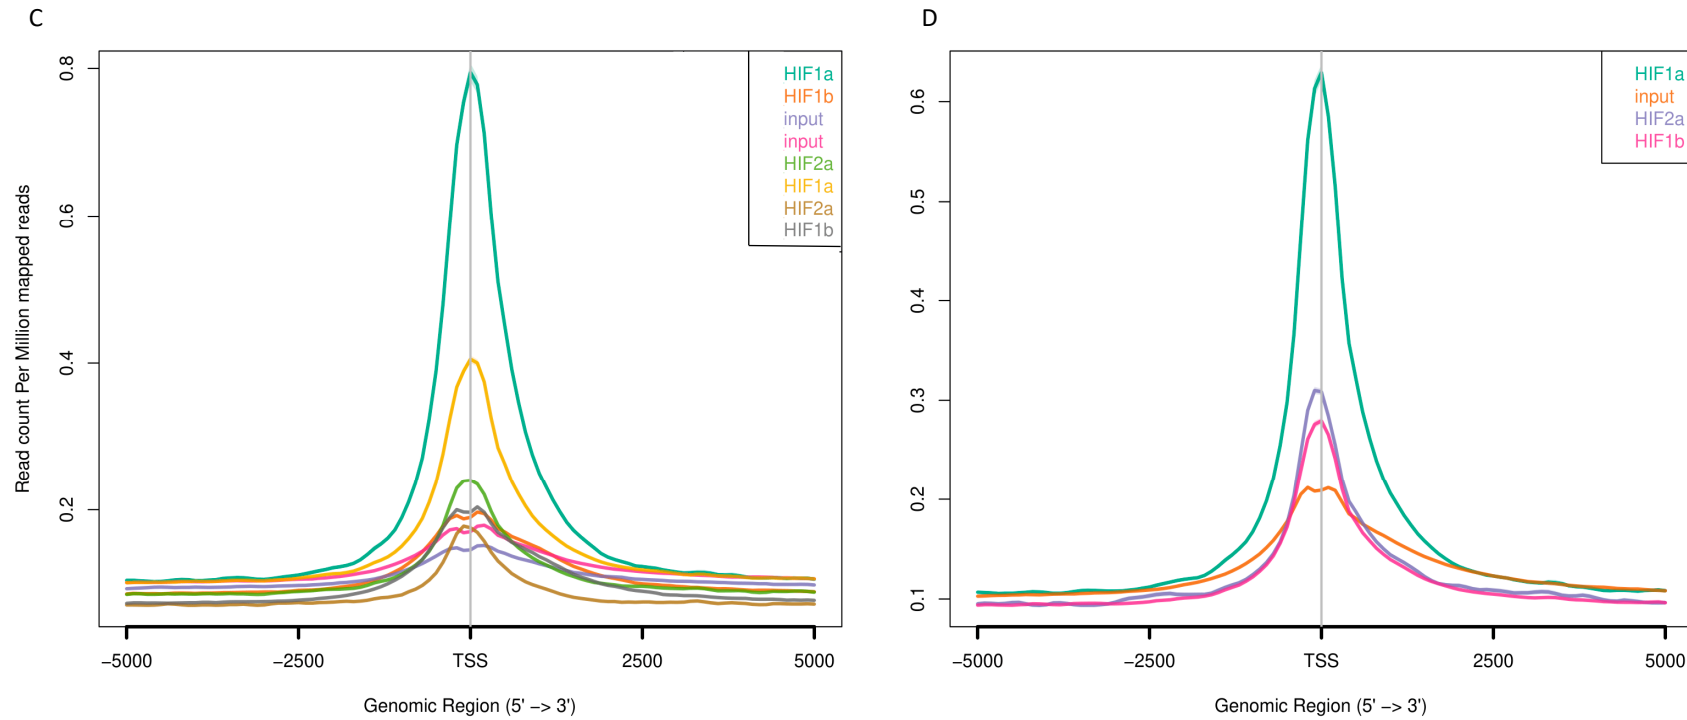 C
Read count Per Million mapped reads
0.8
0.6
0.4
0.2
HIF1a
HIF1b
input
input
HIF2a
HIF1a
HIF2a
HIF1b
−5000
−2500
TSS
2500
5000
Genomic Region (5' −> 3')
D
0.6
0.5
0.4
0.3
0.2
0.1
HIF1a
input
HIF2a
HIF1b
−5000
−2500
TSS
2500
5000
Genomic Region (5' −> 3')